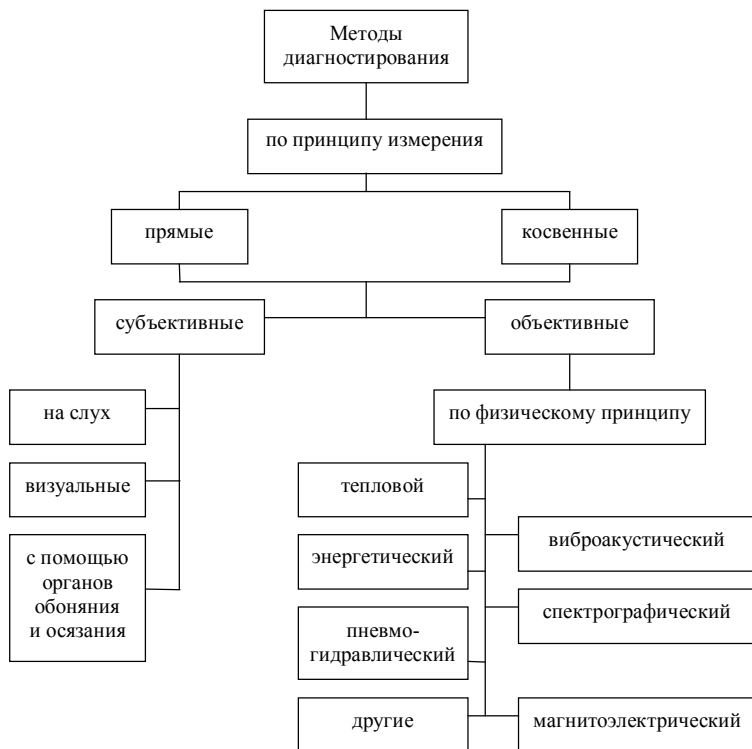 Методы
диагностирования
по принципу измерения
прямые
косвенные
субъективные
объективные
на слух
визуальные
с помощью
органов
обоняния
и осязания
по физическому принципу
тепловой
энергетический
пневмо-
гидравлический
другие
виброакустический
спектрографический
магнитоэлектрический